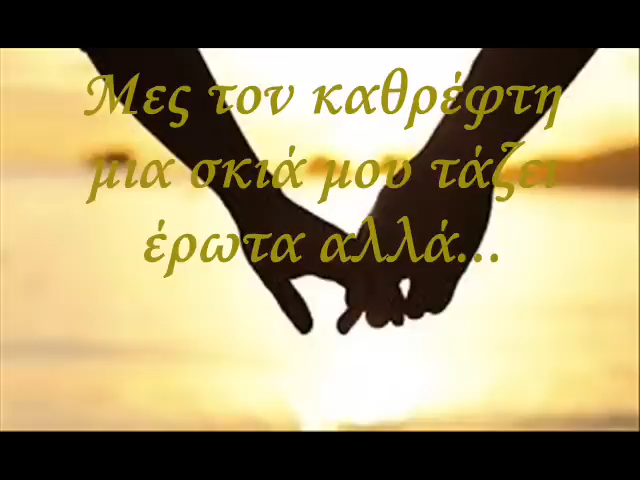 Μες τον καθρέφτη
μια σκιά μου τάζει
έρωτα αλλά...